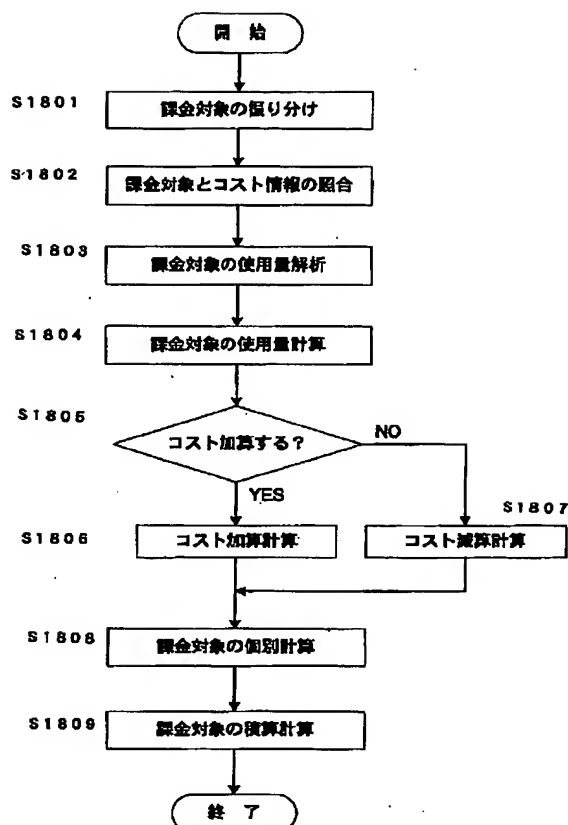 開 始
S1801
課金対象の振り分け
S1802
課金対象とコスト情報の照合
S1803
課金対象の使用量解析
S1804
課金対象の使用量計算
S1805
コスト加算する?
NO
YES
S1806
コスト加算計算
S1807
コスト減算計算
S1808
課金対象の個別計算
S1809
課金対象の積算計算
終 了